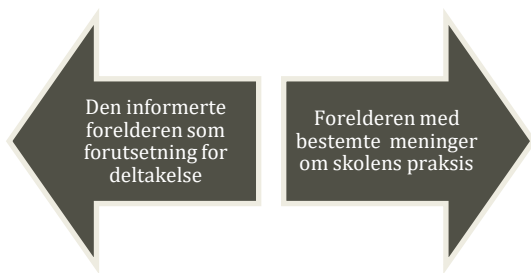 Den informerte
forelderen som
forutsetning for
deltakelse
Forelderen med
bestemte meninger
om skolens praksis